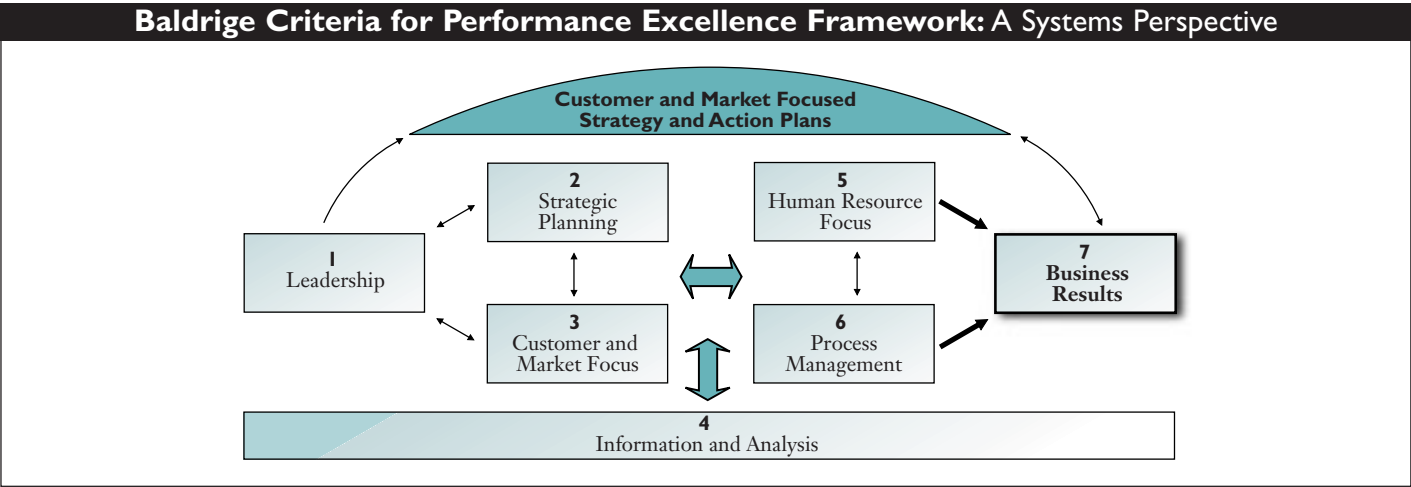 Baldrige Criteria for Performance Excellence Framework: A Systems Perspective
Customer and Market Focused
Strategy and Action Plans
1
Leadership
2
Strategic
Planning
3
Customer and
Market Focus
5
Human Resource
Focus
6
Process
Management
7
Business
Results
4
Information and Analysis